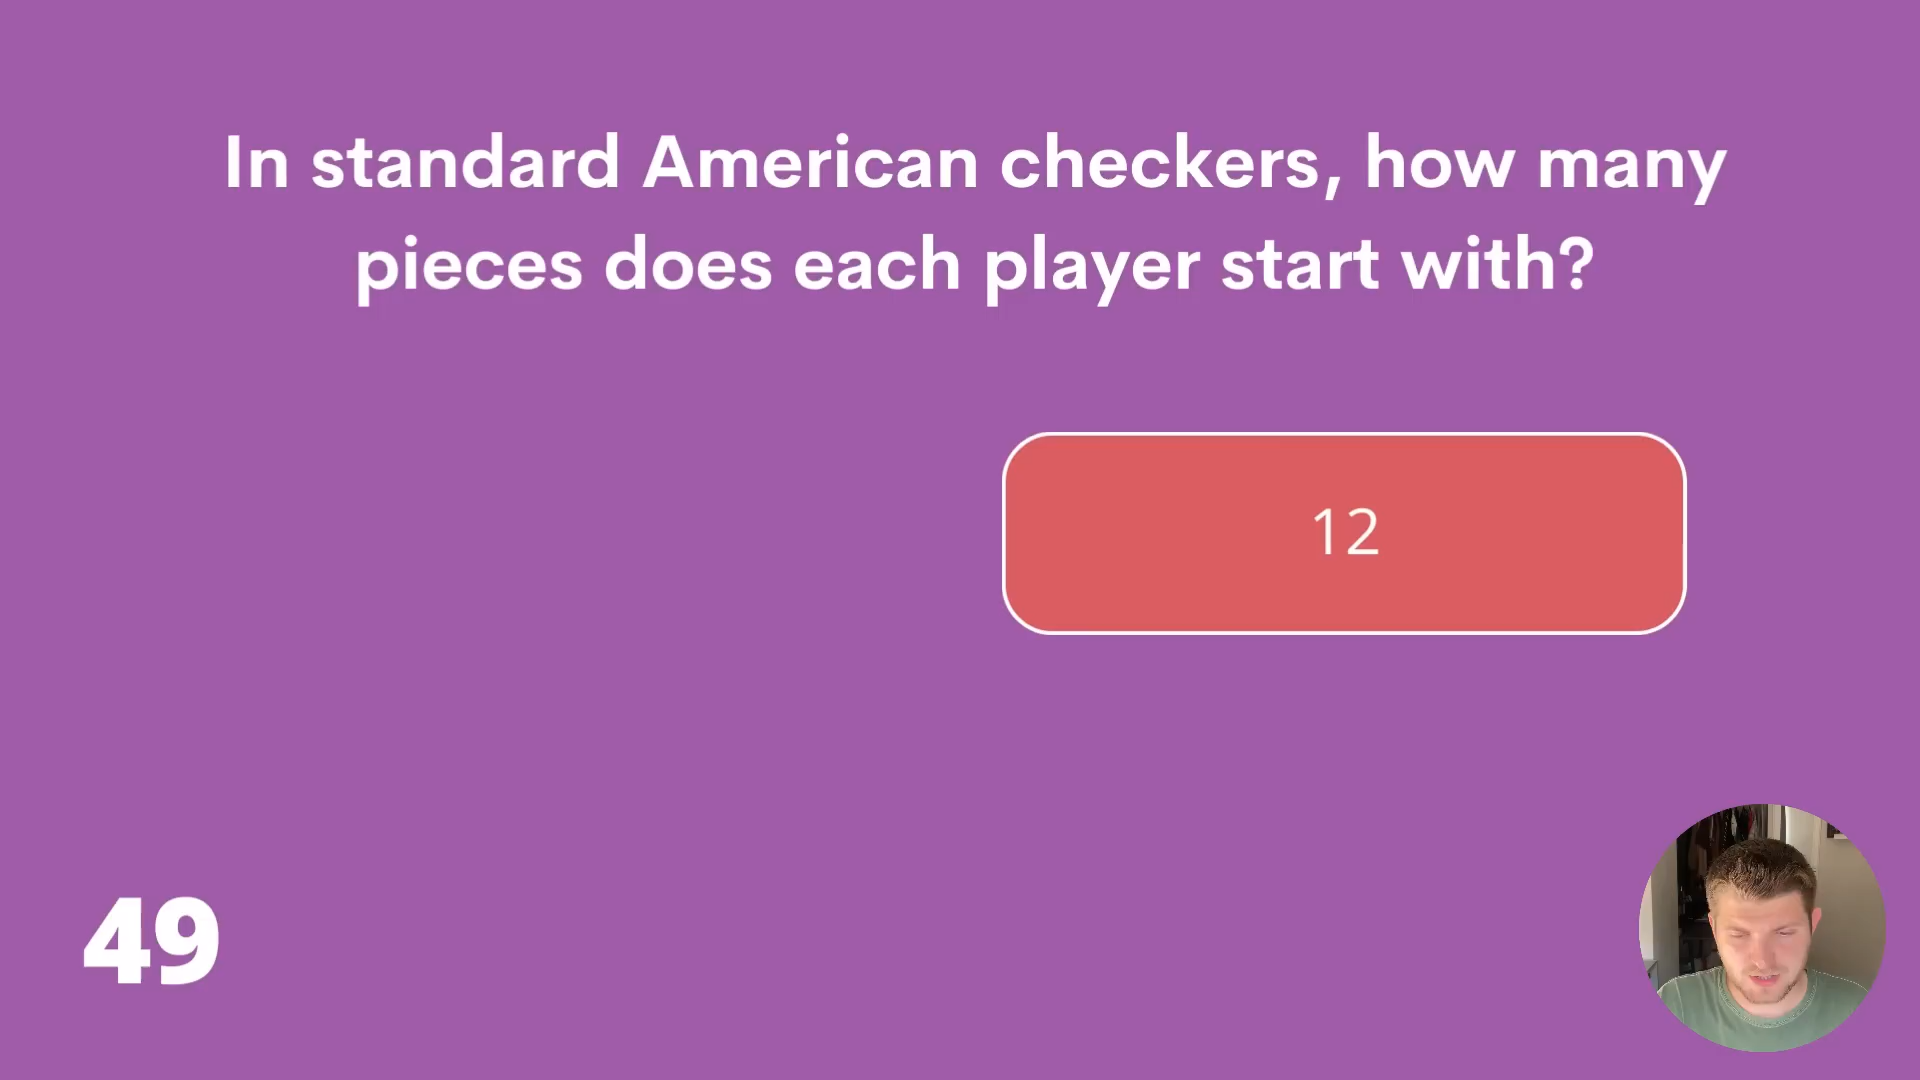 In standard American checkers, how many
pieces does each player start with?
12
49